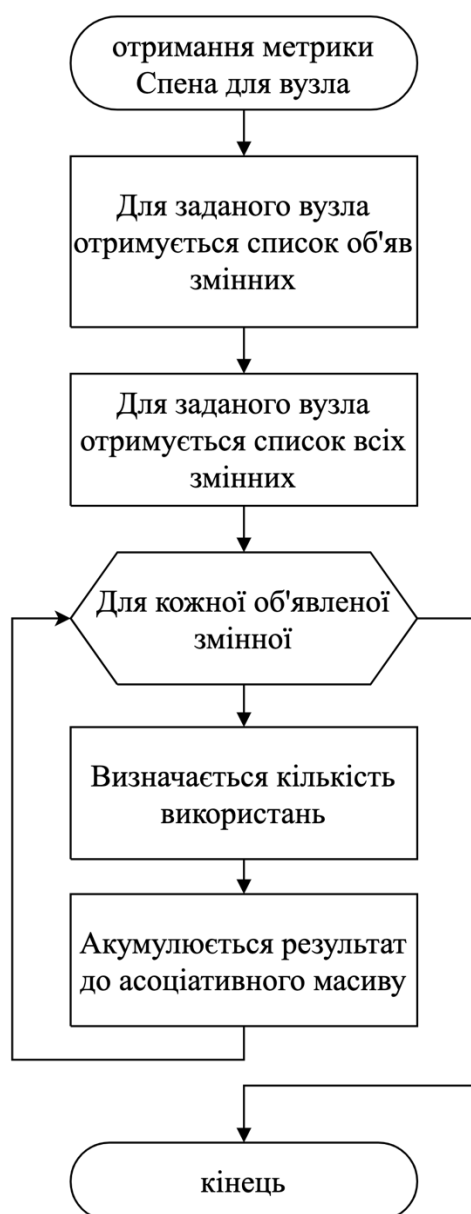 отримання метрики
Спена для вузла
Для заданого вузла
отримується список об'яв
змінних
Для заданого вузла
отримується список всіх
змінних
Для кожної об'явленої
змінної
Визначається кількість
використань
Акумулюється результат
до асоціативного масиву
кінець